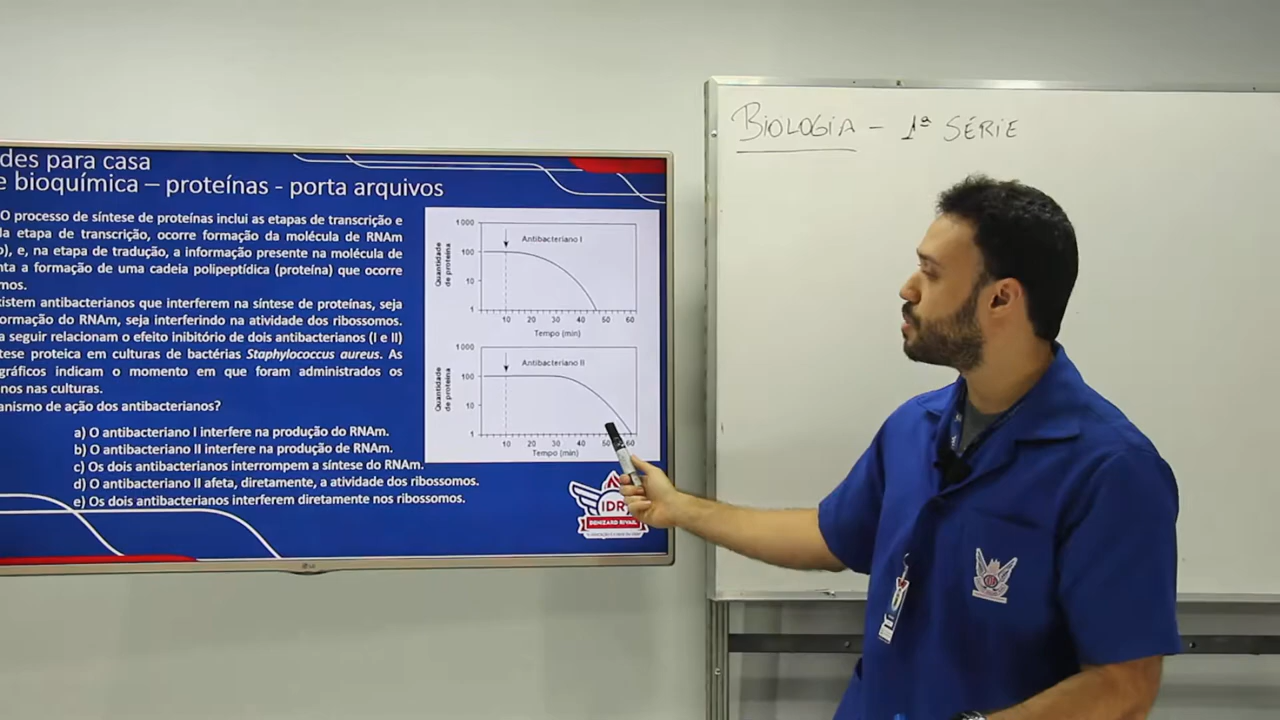 des para casa
e bioquímica – proteínas - porta arquivos
O processo de síntese de proteínas inclui as etapas de transcrição e
da etapa de transcrição, ocorre formação da molécula de RNAm
o), e, na etapa de tradução, a informação presente na molécula de
nta a formação de uma cadeia polipeptídica (proteína) que ocorre
mos.
xistem antibacterianos que interferem na síntese de proteínas, seja
ormação do RNAm, seja interferindo na atividade dos ribossomos.
a seguir relacionam o efeito inibitório de dois antibacterianos (I e II)
tese proteica em culturas de bactérias Staphylococcus aureus. As
gráficos indicam o momento em que foram administrados os
nos nas culturas.
anismo de ação dos antibacterianos?
a) O antibacteriano I interfere na produção do RNAm.
b) O antibacteriano II interfere na produção de RNAm.
c) Os dois antibacterianos interrompem a síntese do RNAm.
d) O antibacteriano II afeta, diretamente, a atividade dos ribossomos.
e) Os dois antibacterianos interferem diretamente nos ribossomos.
Quantidade
de proteína
1000
100
10
1
Antibacteriano I
10 20 30 40 50 60
Tempo (min)
Quantidade
de proteína
1000
100
10
1
Antibacteriano II
10 20 30 40 50 60
Tempo (min)
IDR
BENIZARD RIVAIL
LG
BIOLOGIA – 1ª SÉRIE